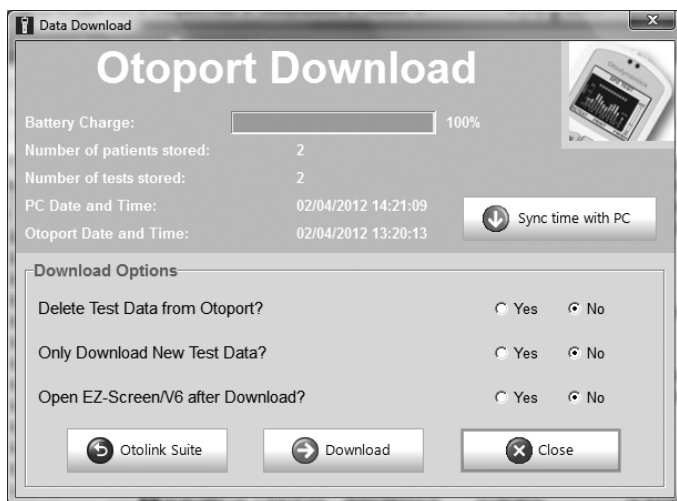 Data Download
Otoport Download
Battery Charge: 100%
Number of patients stored: 2
Number of tests stored: 2
PC Date and Time: 02/04/2012 14:21:09
Otoport Date and Time: 02/04/2012 13:20:13
Sync time with PC
Download Options
Delete Test Data from Otoport? Yes No
Only Download New Test Data? Yes No
Open EZ-Screen/V6 after Download? Yes No
Otolink Suite Download Close